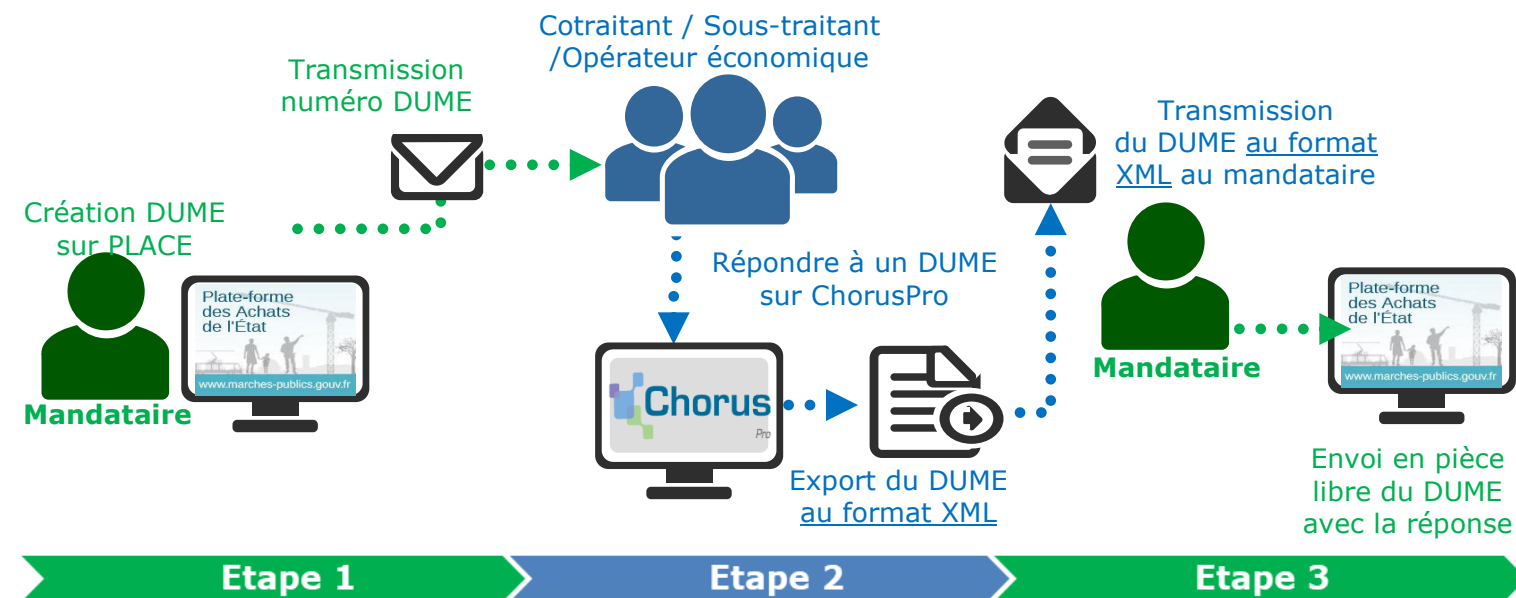 Cotraitant / Sous-traitant
/Opérateur économique
Transmission
numéro DUME
Création DUME
sur PLACE
Plate-forme
des Achats
de l'État
www.marches-publics.gouv.fr
Mandataire
Répondre à un DUME
sur ChorusPro
Chorus
Pro
Export du DUME
au format XML
Transmission
du DUME au format
XML au mandataire
Mandataire
Plate-forme
des Achats
de l'État
www.marches-publics.gouv.fr
Envoi en pièce
libre du DUME
avec la réponse
Etape 1
Etape 2
Etape 3